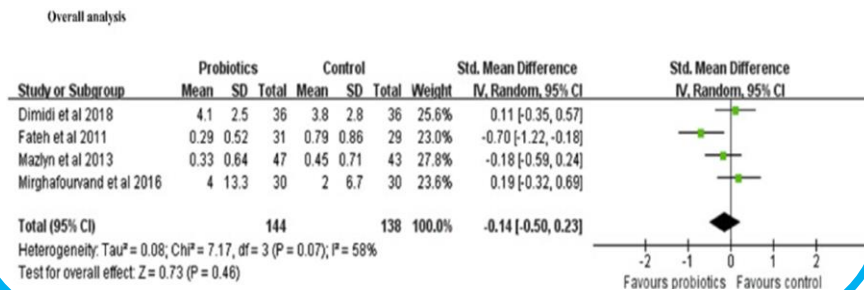 Overall analysis
Probiotics Control Std. Mean Difference Std. Mean Difference
Study or Subgroup Mean SD Total Mean SD Total Weight IV, Random, 95% CI IV, Random, 95% CI
Dimidi et al 2018 4.1 2.5 36 3.8 2.8 36 25.6% 0.11 [-0.35, 0.57]
Fateh et al 2011 0.29 0.52 31 0.79 0.86 29 23.0% -0.70 [-1.22, -0.18]
Mazlyn et al 2013 0.33 0.64 47 0.45 0.71 43 27.8% -0.18 [-0.59, 0.24]
Mirghafourvand et al 2016 4 13.3 30 2 6.7 30 23.6% 0.19 [-0.32, 0.69]
Total (95% CI) 144 138 100.0% -0.14 [-0.50, 0.23]
Heterogeneity: Tau² = 0.08; Chi² = 7.17, df = 3 (P = 0.07); I² = 58%
Test for overall effect: Z = 0.73 (P = 0.46)
-2 -1 0 1 2
Favours probiotics Favours control